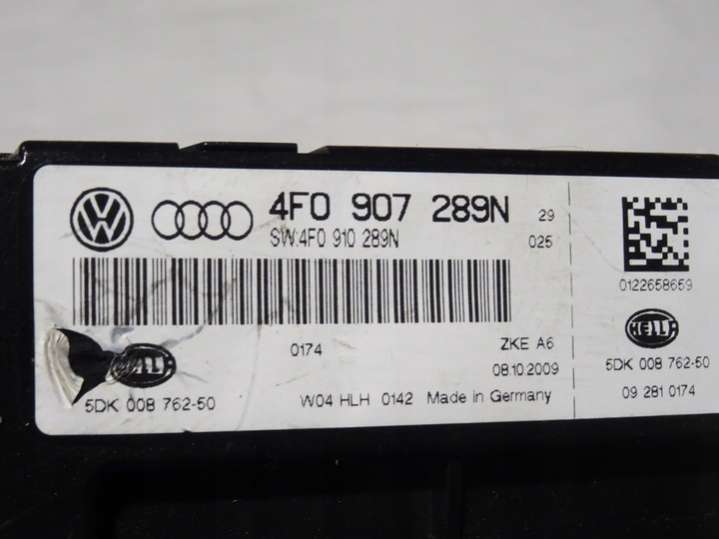 4F0 907 289N 29
SW:4F0 910 289N 025
0174 ZKE A6
08.10.2009
5DK 008 762-50 W04 HLH 0142 Made in Germany
0122658659
HELLA
5DK 008 762-50
09 281 0174